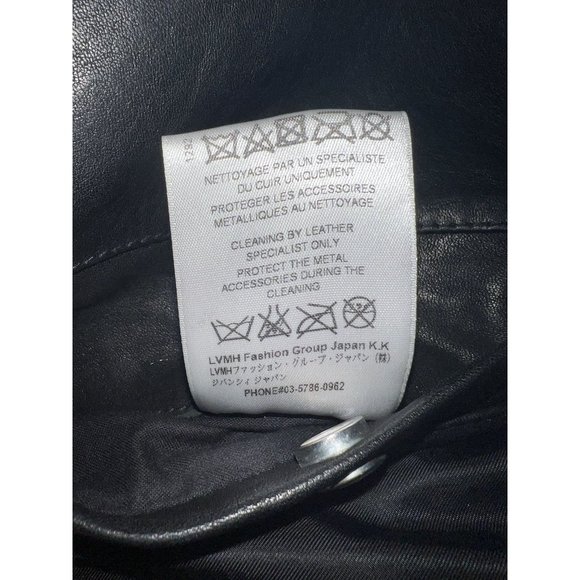 1292
NETTOYAGE PAR UN SPECIALISTE
DU CUIR UNIQUEMENT
PROTEGER LES ACCESSOIRES
METALLIQUES AU NETTOYAGE
CLEANING BY LEATHER
SPECIALIST ONLY
PROTECT THE METAL
ACCESSORIES DURING THE
CLEANING
LVMH Fashion Group Japan K.K
LVMHファッション・グループ・ジャパン（株）
ジバンシィ ジャパン
PHONE#03-5786-0962